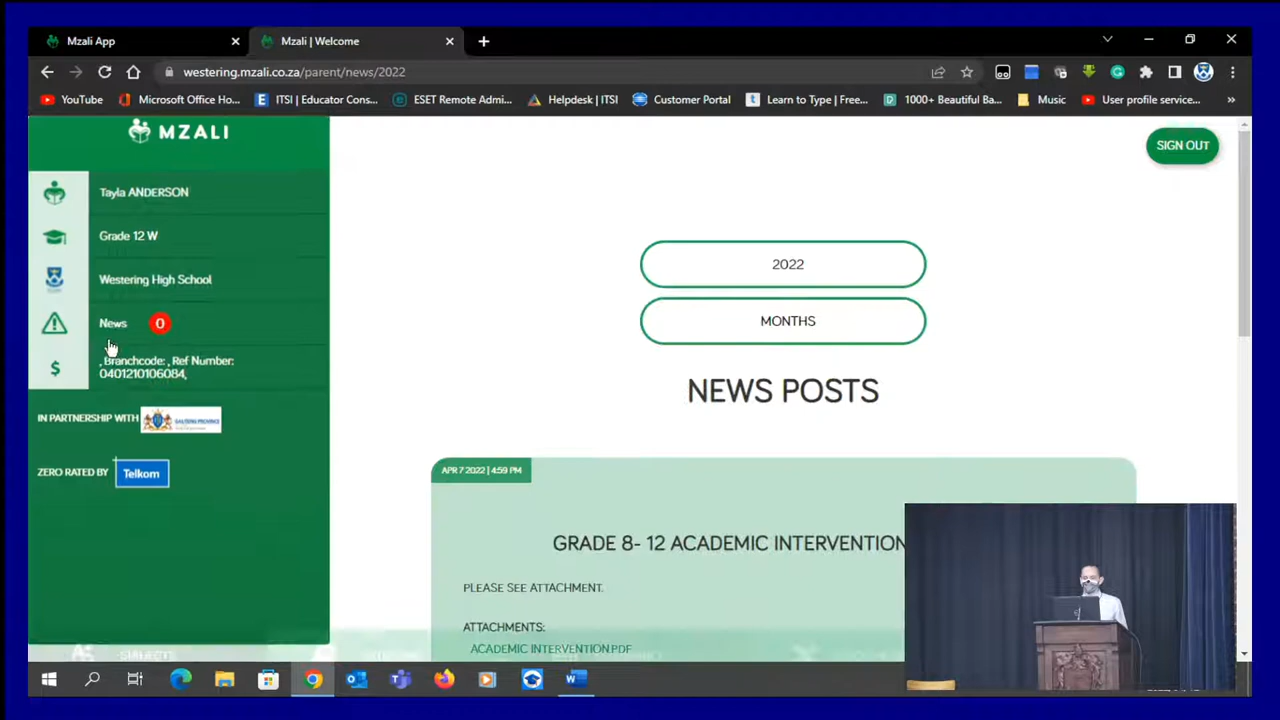 Mzali App
Mzali | Welcome
westering.mzali.co.za/parent/news/2022
YouTube
Microsoft Office Ho...
ITSI | Educator Cons...
ESET Remote Admi...
Helpdesk | ITSI
Customer Portal
Learn to Type | Free...
1000+ Beautiful Ba...
Music
User profile service...
MZALI
SIGN OUT
Tayla ANDERSON
Grade 12 W
Westering High School
News 0
, Branchcode: , Ref Number:
0401210106084,
IN PARTNERSHIP WITH
ZERO RATED BY Telkom
2022
MONTHS
NEWS POSTS
APR 7 2022 | 4:59 PM
GRADE 8- 12 ACADEMIC INTERVENTION
PLEASE SEE ATTACHMENT.
ATTACHMENTS:
ACADEMIC INTERVENTION.PDF